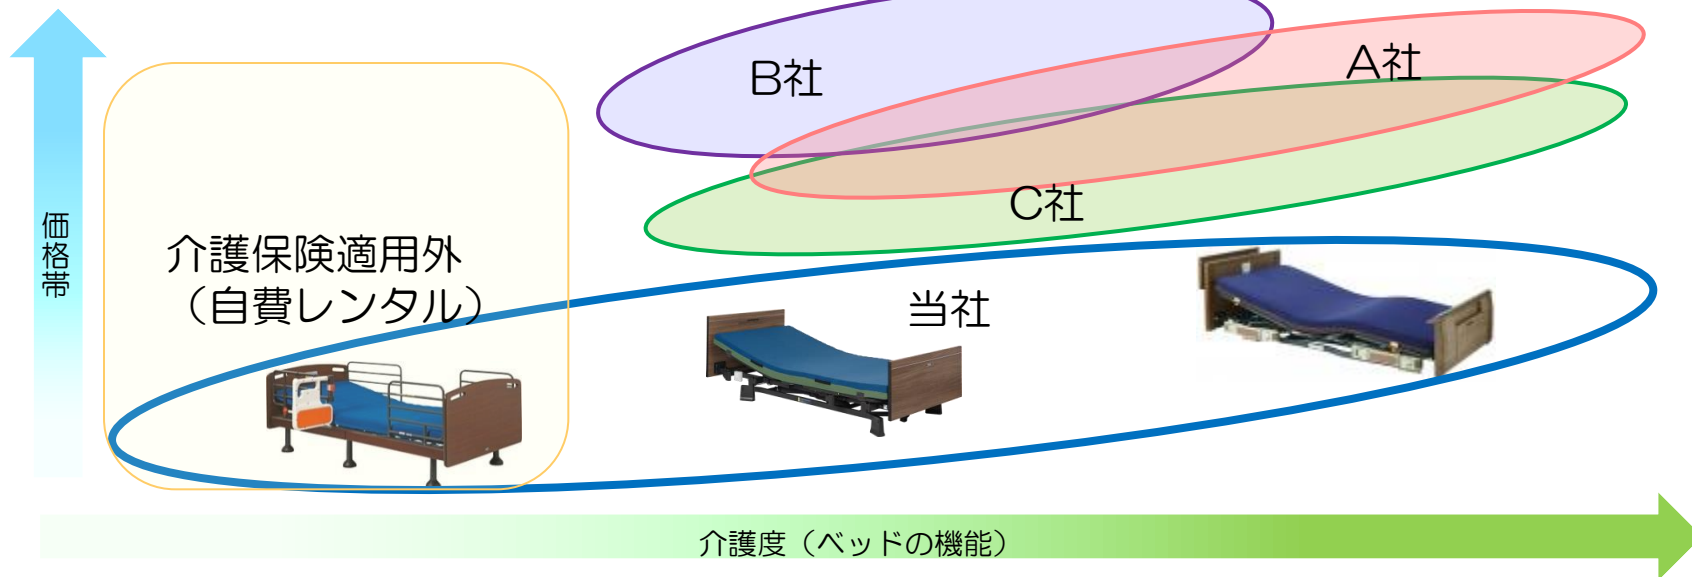 B社
A社
C社
価格帯
介護保険適用外
（自費レンタル）
当社
介護度（ベッドの機能）